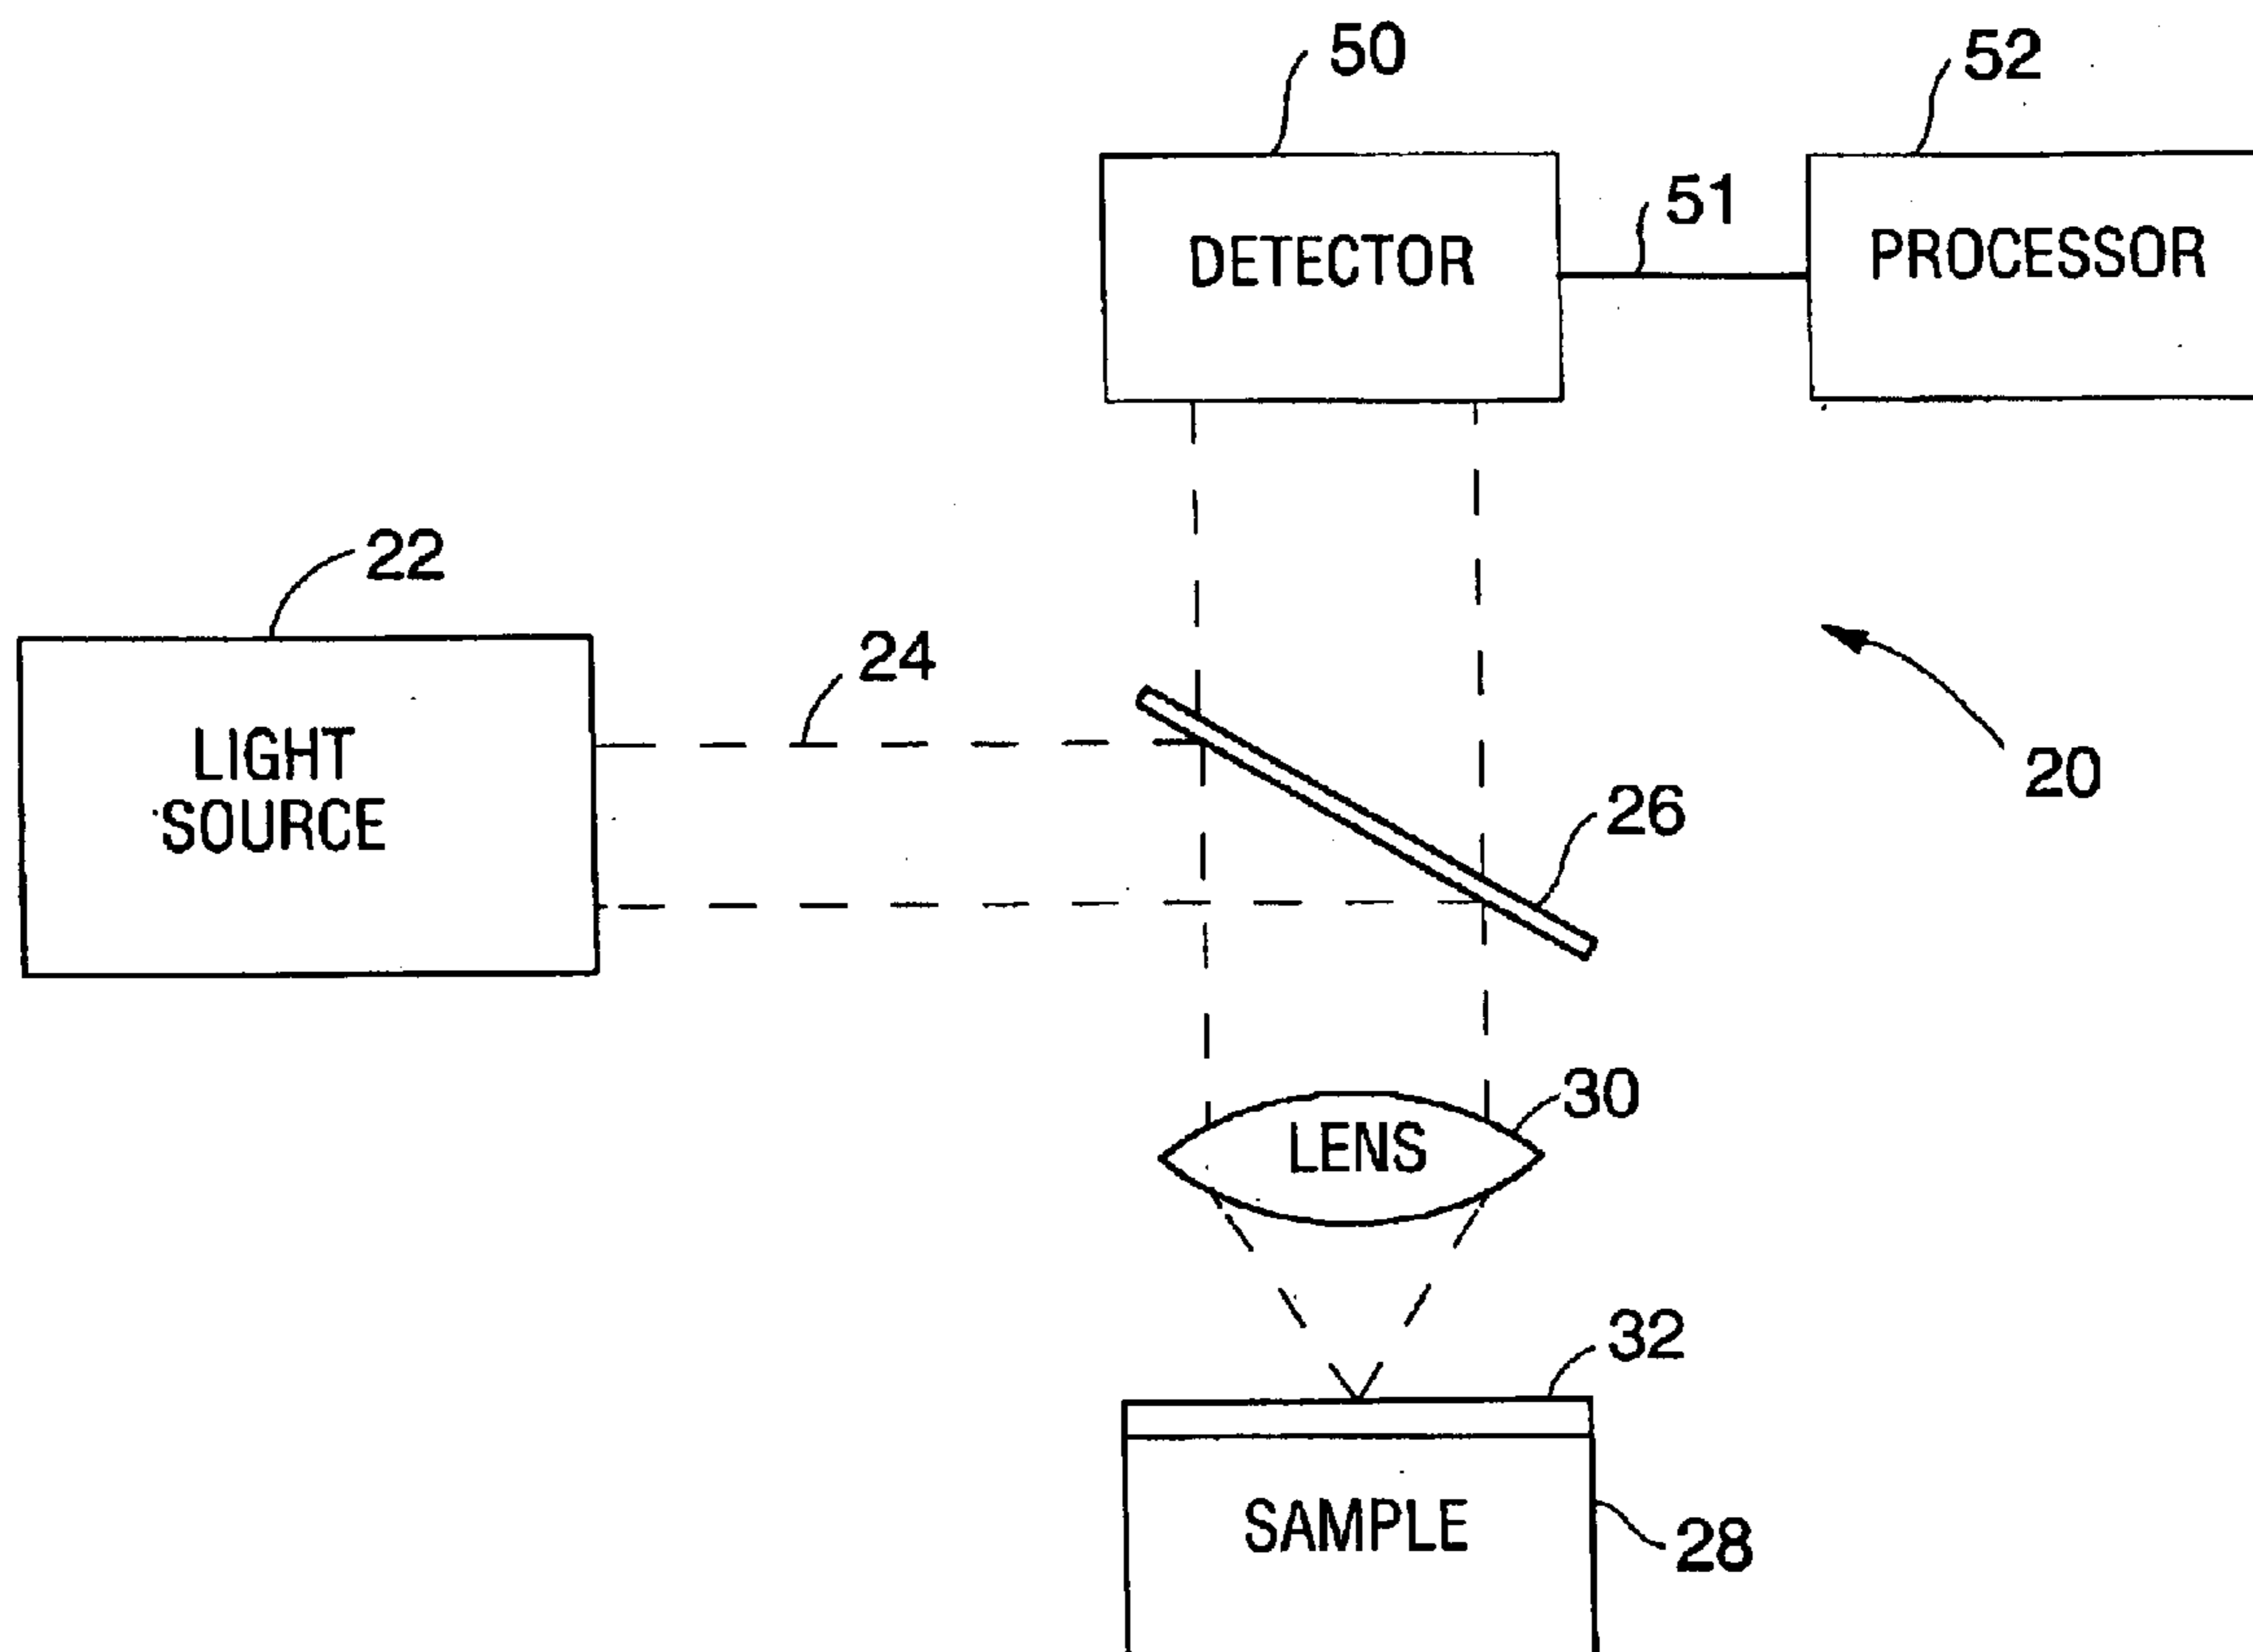 50
52
51
DETECTOR
PROCESSOR
22
24
LIGHT
SOURCE
20
26
30
LENS
32
SAMPLE
28